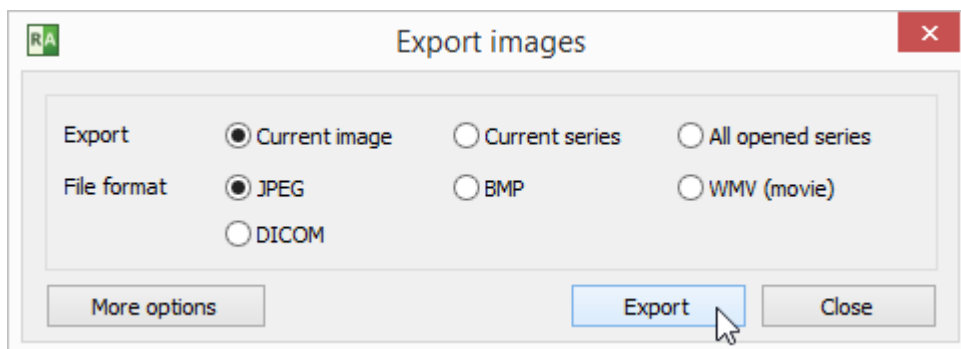 RA Export images
Export Current image Current series All opened series
File format JPEG BMP WMV (movie)
DICOM
More options Export Close